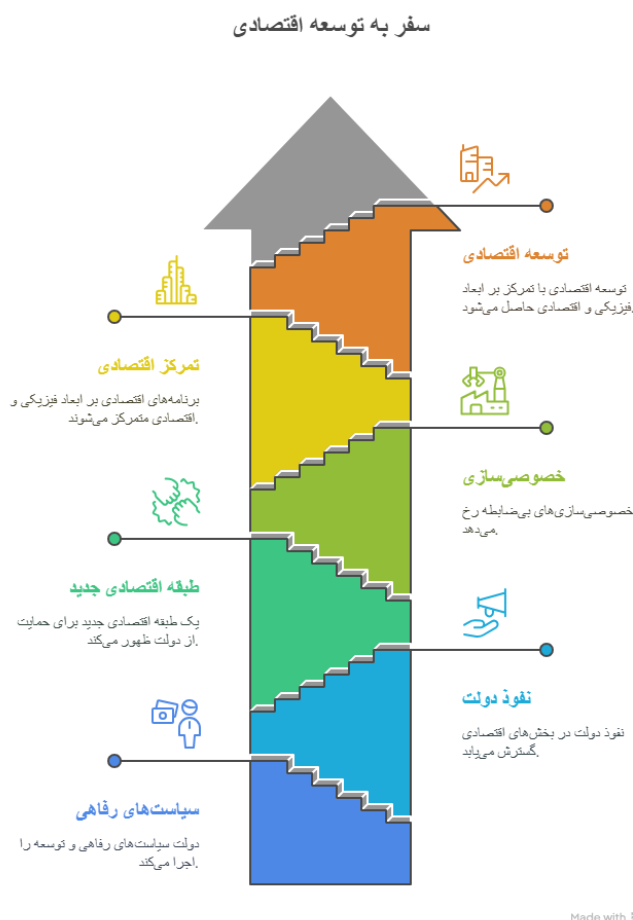 سفر به توسعه اقتصادی
توسعه اقتصادی
توسعه اقتصادی با تمرکز بر ابعاد
فیزیکی و اقتصادی حاصل می‌شود.
تمرکز اقتصادی
برنامه‌های اقتصادی بر ابعاد فیزیکی و
اقتصادی متمرکز می‌شوند.
خصوصی‌سازی
خصوصی‌سازی‌های بی‌ضابطه رخ
می‌دهد.
طبقه اقتصادی جدید
یک طبقه اقتصادی جدید برای حمایت
از دولت ظهور می‌کند.
نفوذ دولت
نفوذ دولت در بخش‌های اقتصادی
گسترش می‌یابد.
سیاست‌های رفاهی
دولت سیاست‌های رفاهی و توسعه را
اجرا می‌کند.
Made with